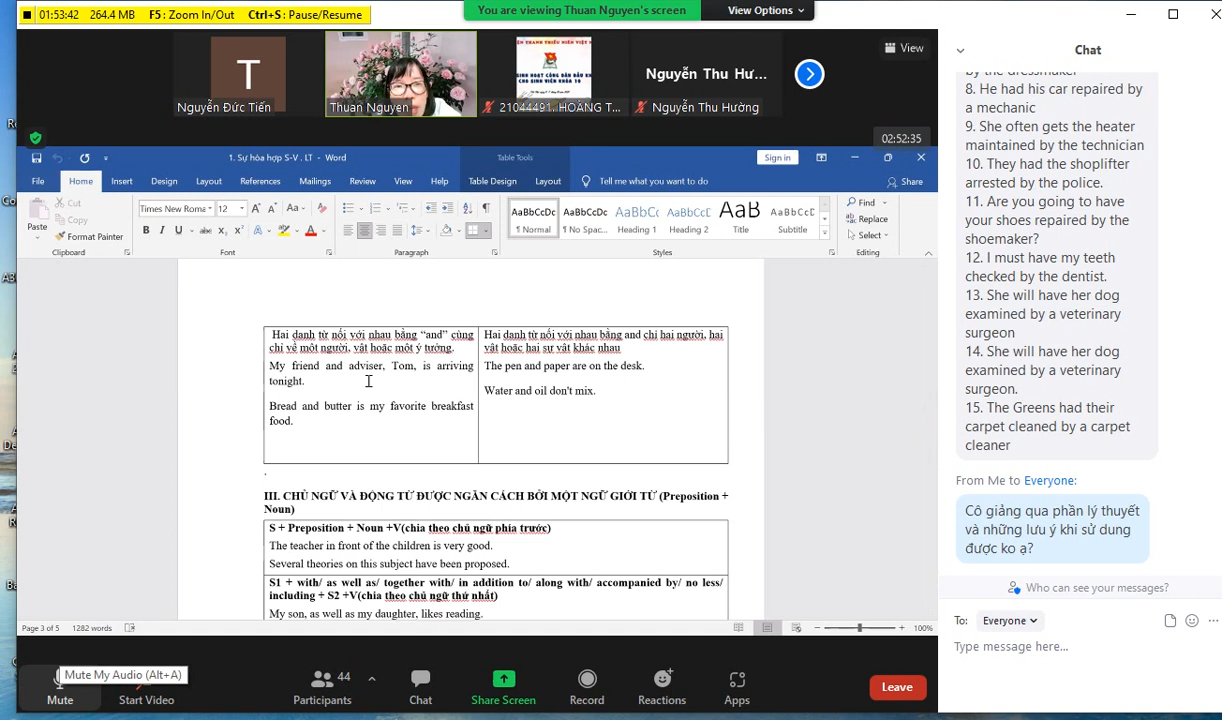 01:53:42 264.4 MB F5: Zoom In/Out Ctrl+S : Pause/Resume
You are viewing Thuan Nguyen's screen
View Options
T
Nguyễn Đức Tiến
Thuan Nguyen
21044491..HOÀNG T...
Nguyễn Thu Hư...
Nguyễn Thu Hường
View
02:52:35
1. Sự hòa hợp S-V . LT - Word
Table Tools
Sign in
File Home Insert Design Layout References Mailings Review View Help Table Design Layout Tell me what you want to do Share
Cut
Copy
Paste
Format Painter
Clipboard
Times New Roma
12
Font
Paragraph
AaBbCcDc
¶ Normal
AaBbCcDc
¶ No Spac...
AaBbCc
Heading 1
AaBbCcC
Heading 2
AaB
Title
AaBbCcC
Subtitle
Styles
Find
Replace
Select
Editing
Hai danh từ nối với nhau bằng “and” cùng
chỉ về một người, vật hoặc một ý tưởng.
My friend and adviser, Tom, is arriving
tonight.
Bread and butter is my favorite breakfast
food.
Hai danh từ nối với nhau bằng and chỉ hai người, hai
vật hoặc hai sự vật khác nhau
The pen and paper are on the desk.
Water and oil don't mix.
.
III. CHỦ NGỮ VÀ ĐỘNG TỪ ĐƯỢC NGĂN CÁCH BỞI MỘT NGỮ GIỚI TỪ (Preposition +
Noun)
S + Preposition + Noun +V(chia theo chủ ngữ phía trước)
The teacher in front of the children is very good.
Several theories on this subject have been proposed.
S1 + with/ as well as/ together with/ in addition to/ along with/ accompanied by/ no less/
including + S2 +V(chia theo chủ ngữ thứ nhất)
My son, as well as my daughter, likes reading.
Page 3 of 5 1282 words
100%
Mute My Audio (Alt+A)
Mute
Start Video
44
Participants
Chat
Share Screen
Record
Reactions
Apps
Leave
Chat
by the dressmaker
8. He had his car repaired by
a mechanic
9. She often gets the heater
maintained by the technician
10. They had the shoplifter
arrested by the police.
11. Are you going to have
your shoes repaired by the
shoemaker?
12. I must have my teeth
checked by the dentist.
13. She will have her dog
examined by a veterinary
surgeon
14. She will have her dog
examined by a veterinary
surgeon.
15. The Greens had their
carpet cleaned by a carpet
cleaner
From Me to Everyone:
Cô giảng qua phần lý thuyết
và những lưu ý khi sử dung
được ko ạ?
Who can see your messages?
To: Everyone
Type message here...